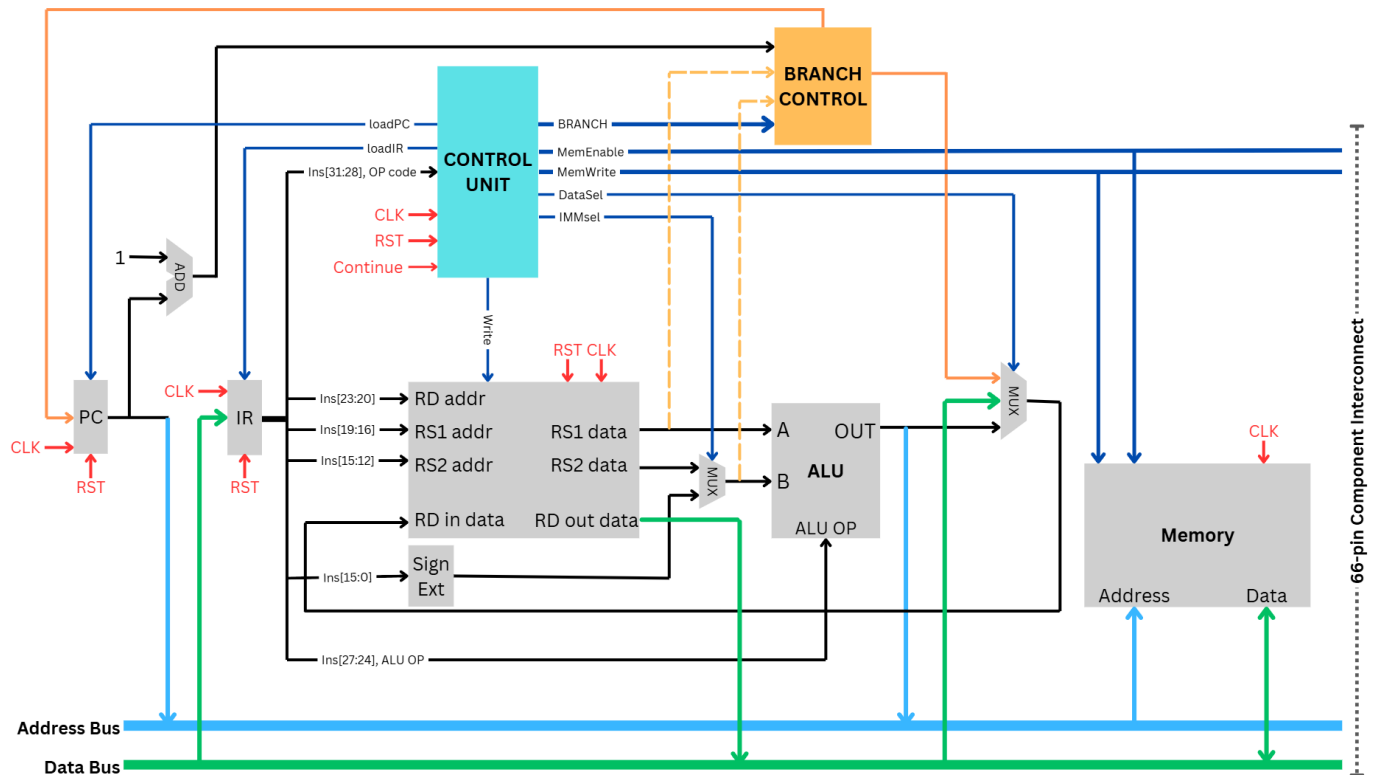 BRANCH
CONTROL
loadPC
BRANCH
loadIR
CONTROL
UNIT
MemEnable
Ins[31:28], OP code
MemWrite
DataSel
CLK
IMMsel
RST
1
ADD
Continue
Write
RST CLK
CLK
PC
IR
CLK
RST
RST
Ins[23:20]
RD addr
Ins[19:16]
RS1 addr
RS1 data
Ins[15:12]
RS2 addr
RS2 data
RD in data
RD out data
MUX
A
OUT
ALU
B
ALU OP
MUX
CLK
Memory
Address
Data
Sign
Ext
Ins[15:0]
Ins[27:24], ALU OP
66-pin Component Interconnect
Address Bus
Data Bus